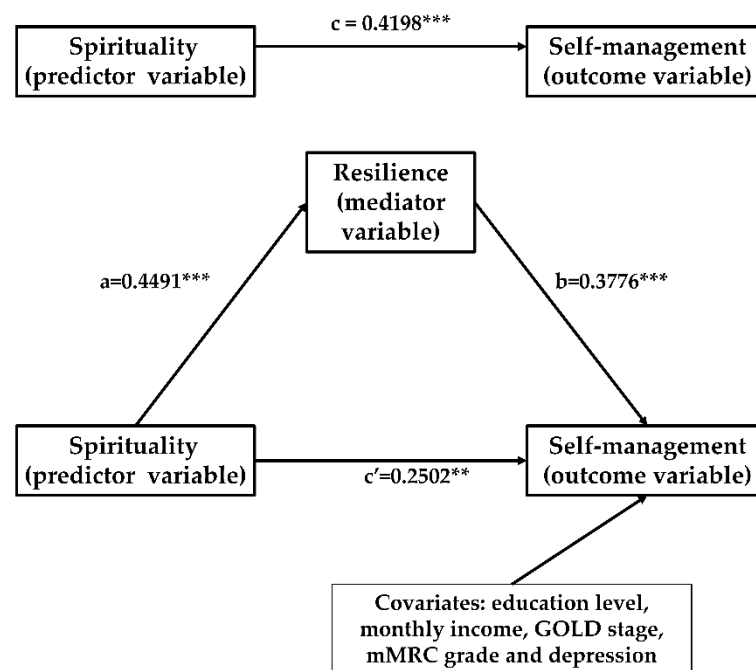 c = 0.4198***
Spirituality
(predictor variable)
Self-management
(outcome variable)
Resilience
(mediator
variable)
a=0.4491***
b=0.3776***
Spirituality
(predictor variable)
Self-management
(outcome variable)
c′=0.2502**
Covariates: education level,
monthly income, GOLD stage,
mMRC grade and depression